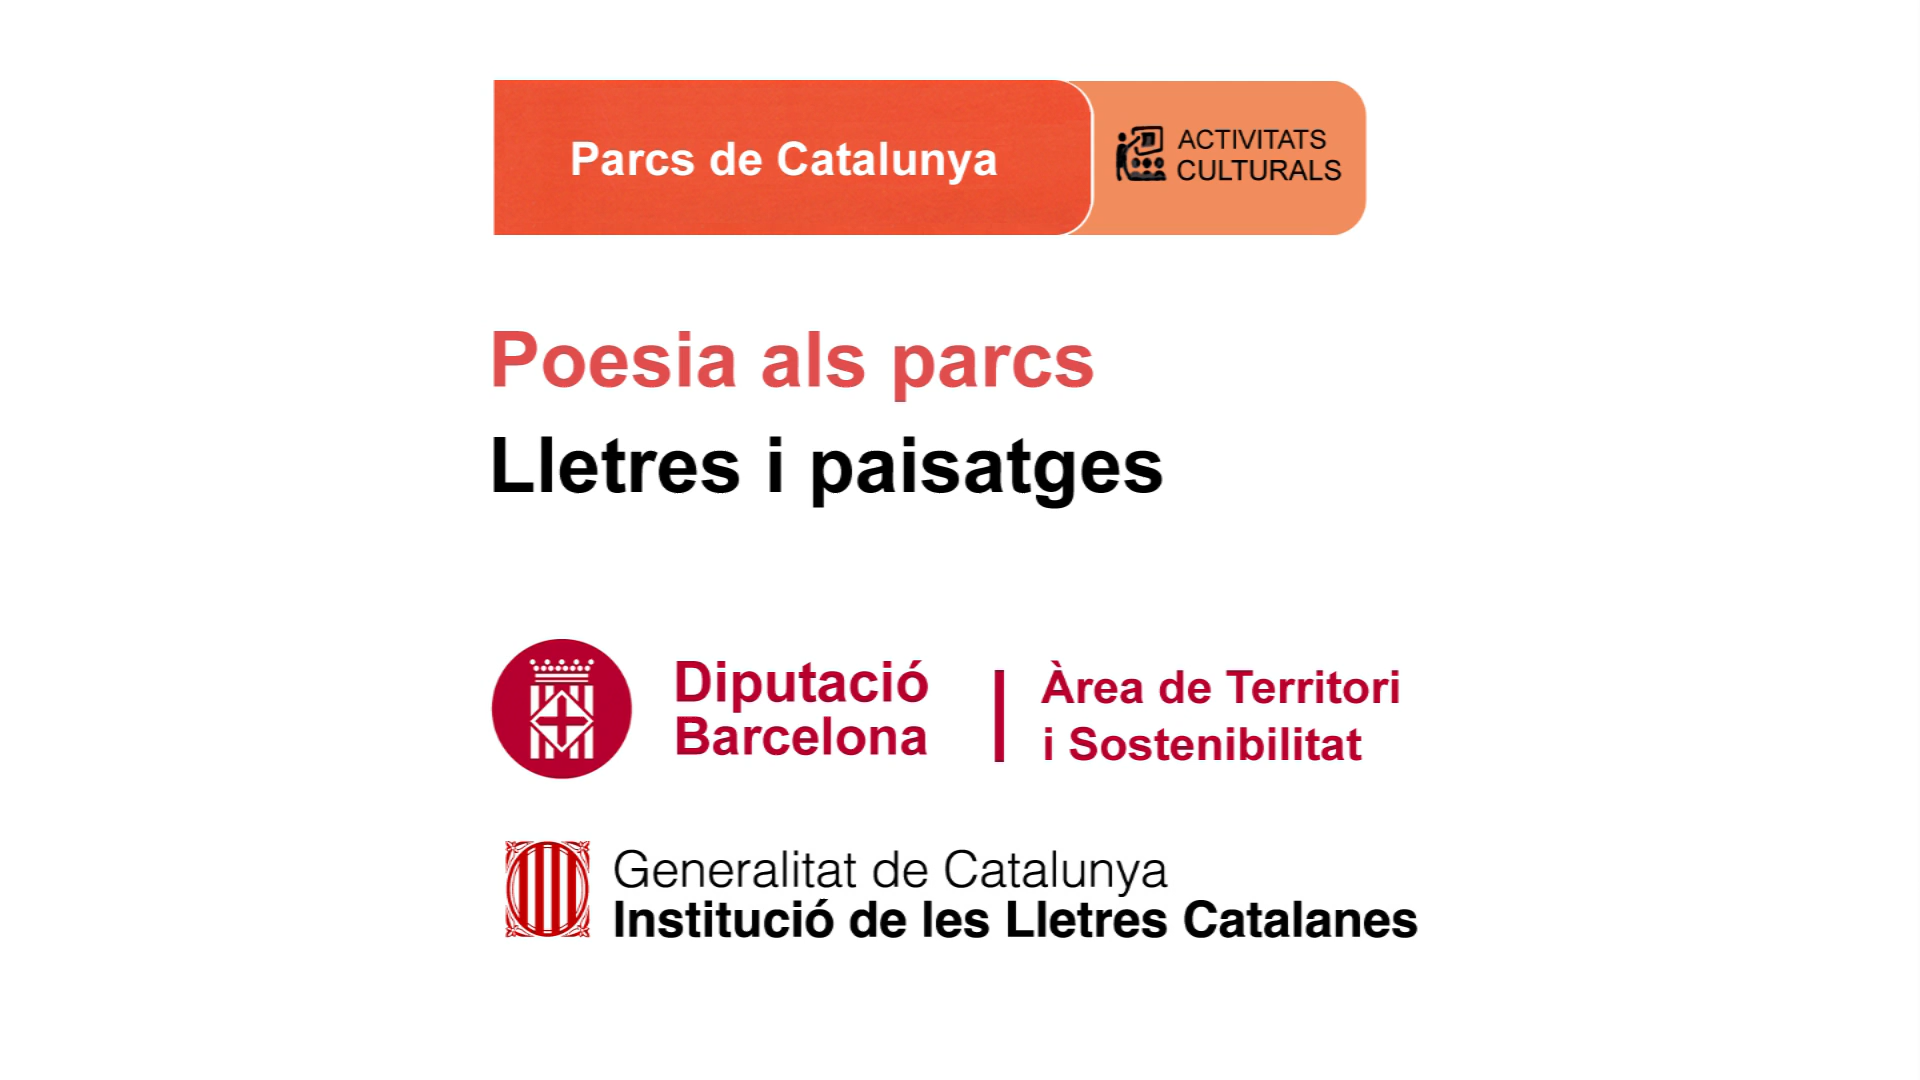 Parcs de Catalunya
ACTIVITATS
CULTURALS
Poesia als parcs
Lletres i paisatges
Diputació
Barcelona
Àrea de Territori
i Sostenibilitat
Generalitat de Catalunya
Institució de les Lletres Catalanes